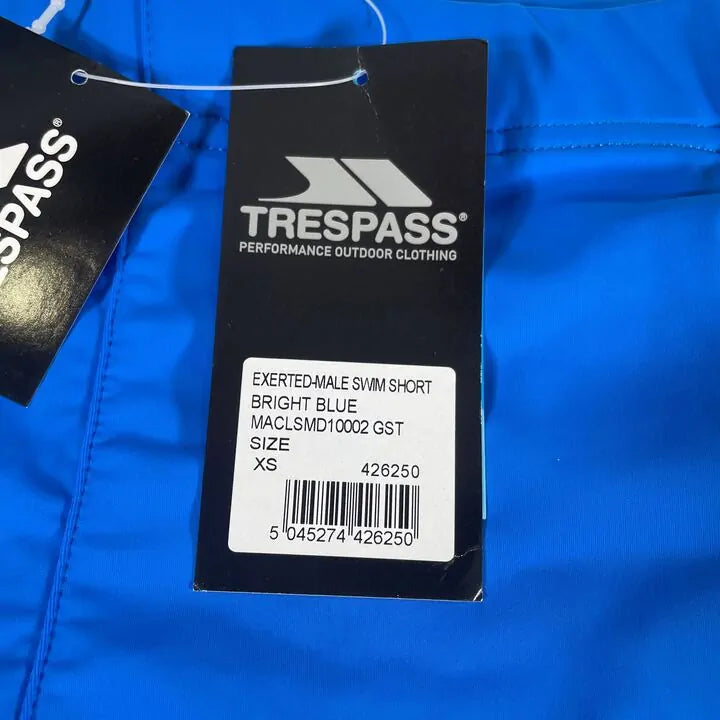 TRESPASS®
PERFORMANCE OUTDOOR CLOTHING
EXERTED-MALE SWIM SHORT
BRIGHT BLUE
MACLSMD10002 GST
SIZE
XS 426250
5 045274 426250
SPASS®